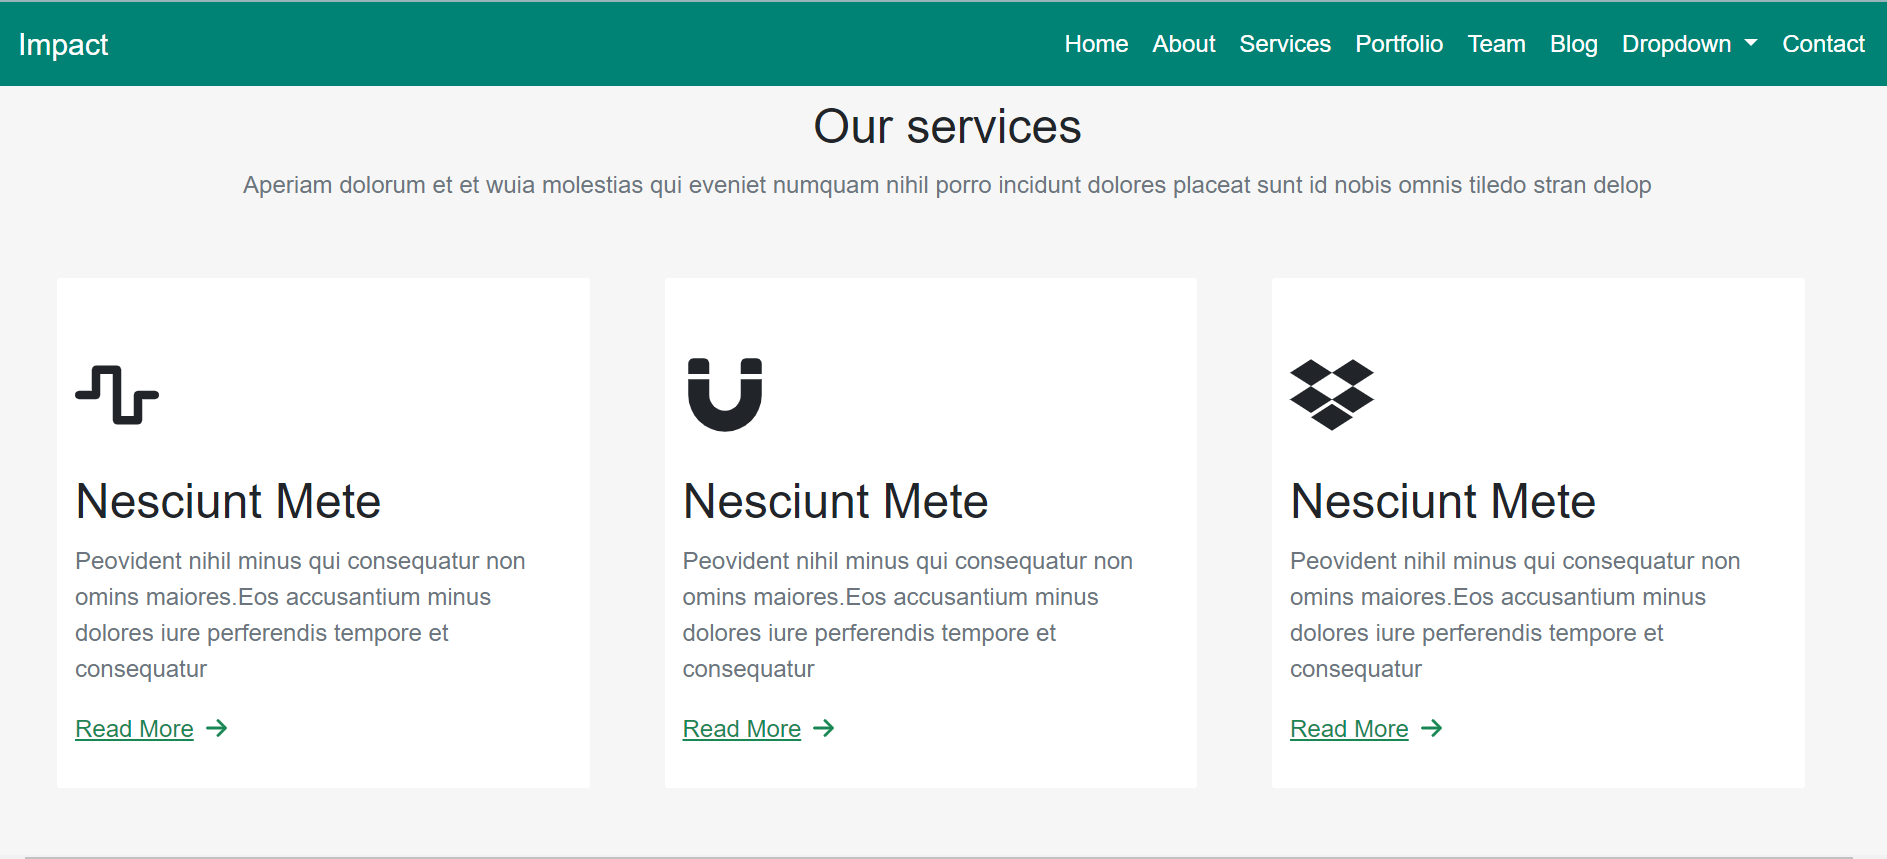 Impact
Home About Services Portfolio Team Blog Dropdown Contact
Our services
Aperiam dolorum et et wuia molestias qui eveniet numquam nihil porro incidunt dolores placeat sunt id nobis omnis tiledo stran delop
Nesciunt Mete
Peovident nihil minus qui consequatur non
omins maiores.Eos accusantium minus
dolores iure perferendis tempore et
consequatur
Read More
Nesciunt Mete
Peovident nihil minus qui consequatur non
omins maiores.Eos accusantium minus
dolores iure perferendis tempore et
consequatur
Read More
Nesciunt Mete
Peovident nihil minus qui consequatur non
omins maiores.Eos accusantium minus
dolores iure perferendis tempore et
consequatur
Read More